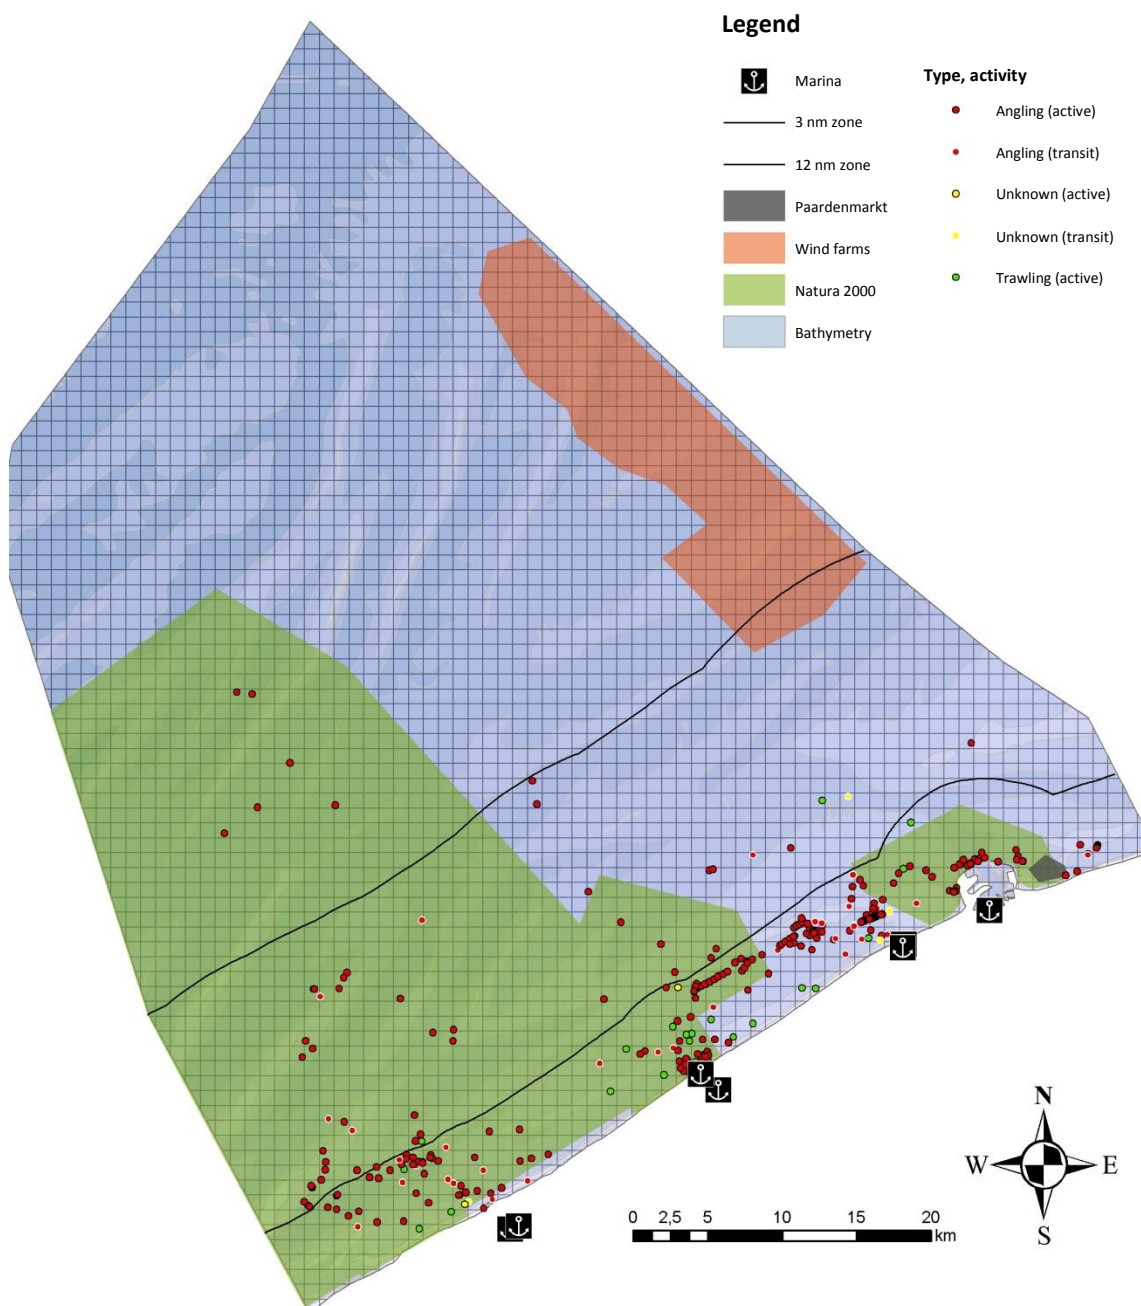 Legend
Marina
3 nm zone
12 nm zone
Paardenmarkt
Wind farms
Natura 2000
Bathymetry
Type, activity
Angling (active)
Angling (transit)
Unknown (active)
Unknown (transit)
Trawling (active)
N
W E
S
0 2,5 5 10 15 20
km